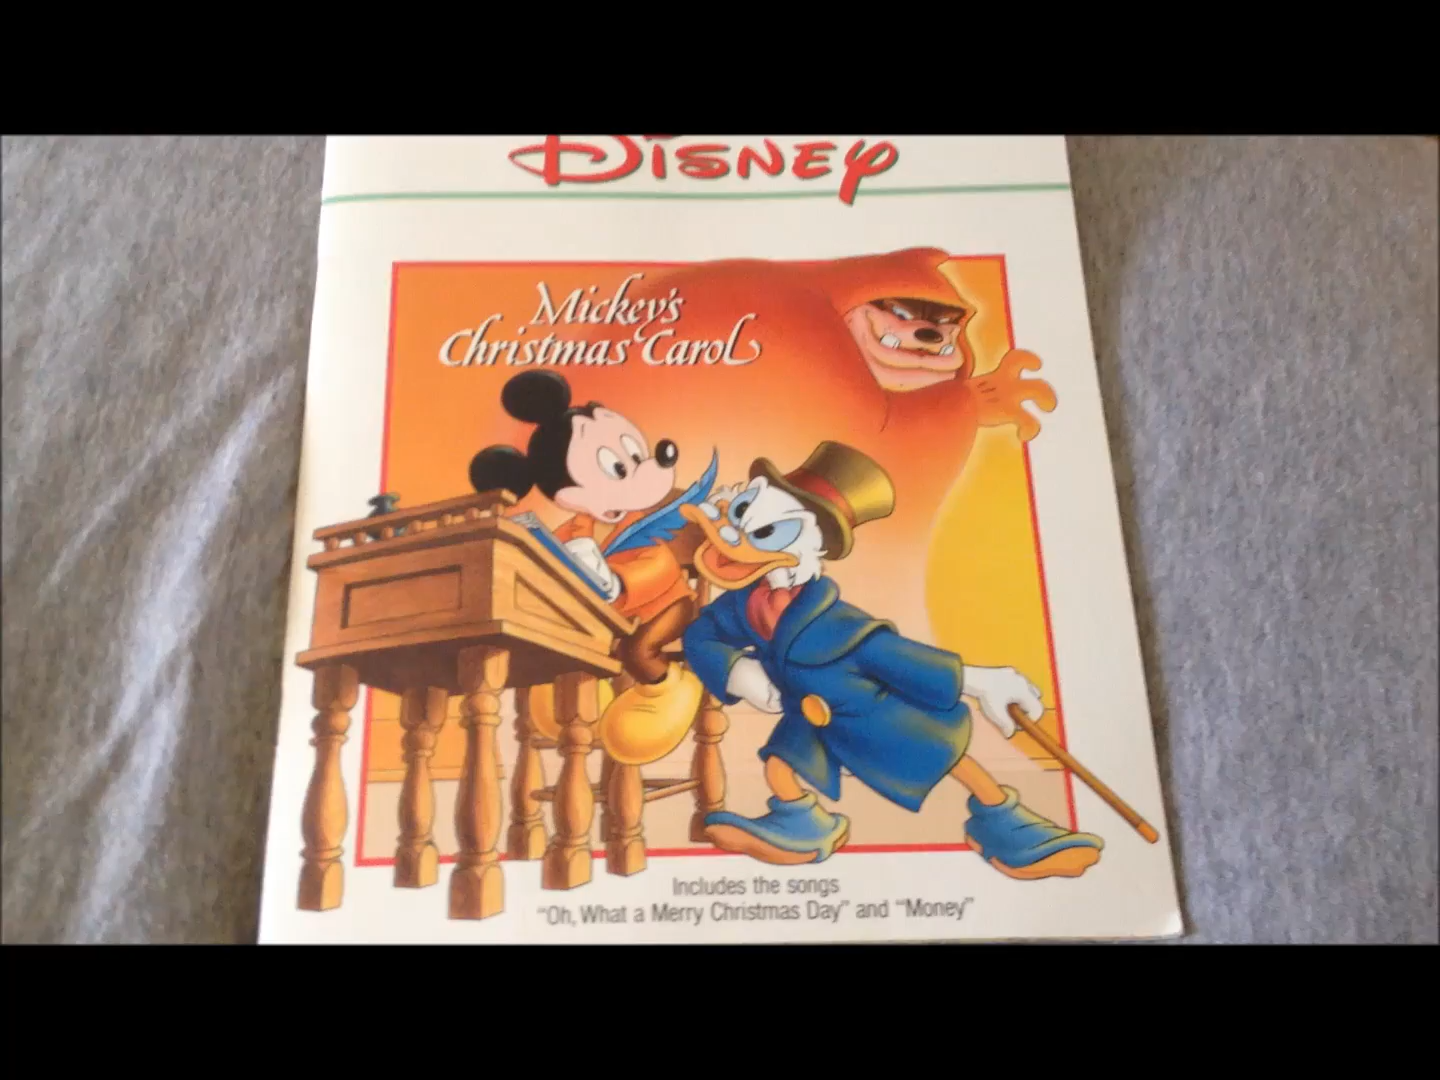 Disney
Mickey's
Christmas Carol
Includes the songs
"Oh, What a Merry Christmas Day" and "Money"